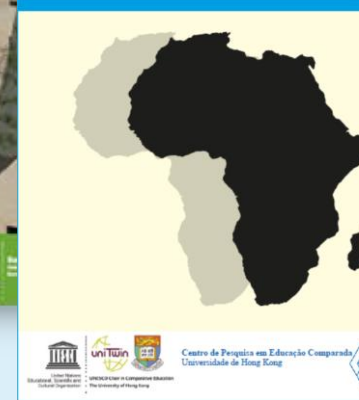 United Nations
Educational, Scientific and
Cultural Organization
uniTwin
UNESCO Chair in Comparative Education
The University of Hong Kong
Centro de Pesquisa em Educação Comparada
Universidade de Hong Kong